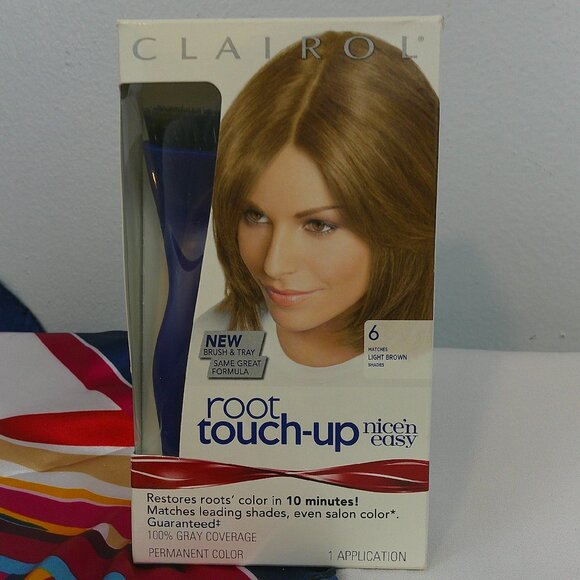 CLAIROL®
NEW
BRUSH & TRAY
SAME GREAT
FORMULA
6
MATCHES
LIGHT BROWN
SHADES
root
touch-up
nice'n
easy
Restores roots' color in 10 minutes!
Matches leading shades, even salon color*.
Guaranteed‡
100% GRAY COVERAGE
PERMANENT COLOR
1 APPLICATION